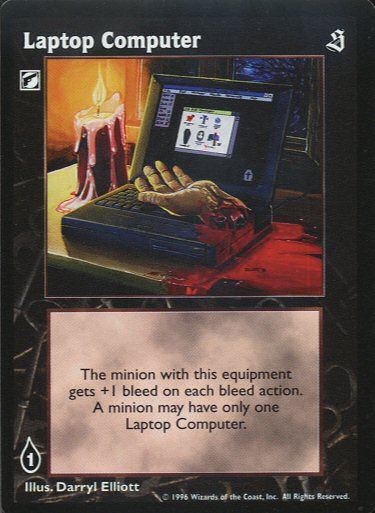 Laptop Computer
The minion with this equipment
gets +1 bleed on each bleed action.
A minion may have only one
Laptop Computer.
1
Illus. Darryl Elliott
© 1996 Wizards of the Coast, Inc. All Rights Reserved.